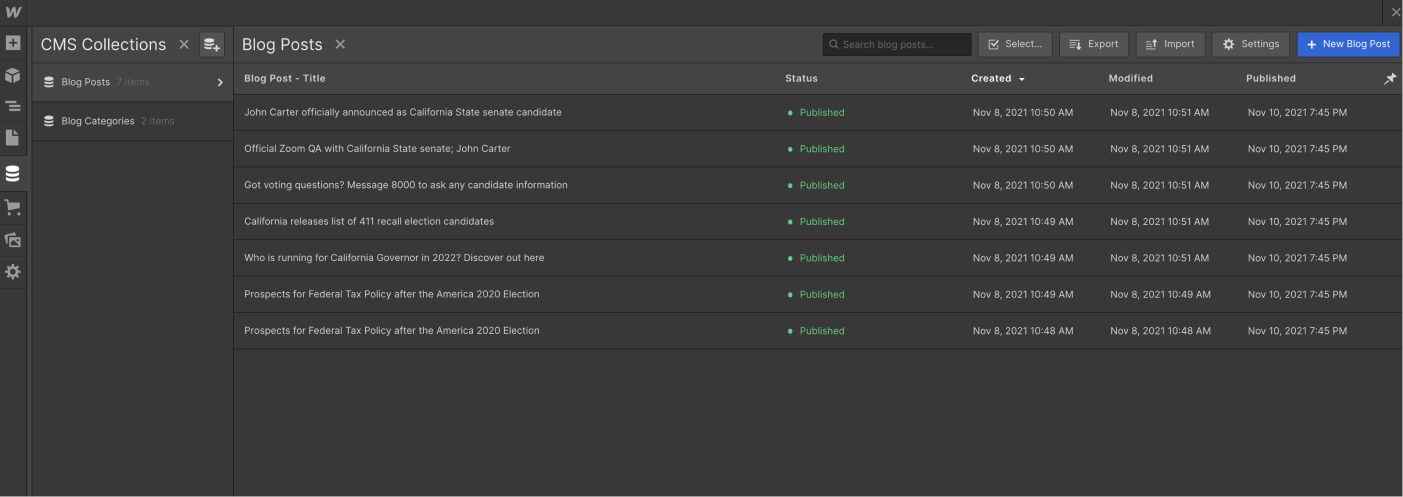 CMS Collections
Blog Posts 7 items
Blog Categories 2 items
Blog Posts
Search blog posts...
Select...
Export
Import
Settings
+ New Blog Post
Blog Post - Title Status Created Modified Published
John Carter officially announced as California State senate candidate Published Nov 8, 2021 10:50 AM Nov 8, 2021 10:51 AM Nov 10, 2021 7:45 PM
Official Zoom QA with California State senate; John Carter Published Nov 8, 2021 10:50 AM Nov 8, 2021 10:51 AM Nov 10, 2021 7:45 PM
Got voting questions? Message 8000 to ask any candidate information Published Nov 8, 2021 10:50 AM Nov 8, 2021 10:51 AM Nov 10, 2021 7:45 PM
California releases list of 411 recall election candidates Published Nov 8, 2021 10:49 AM Nov 8, 2021 10:51 AM Nov 10, 2021 7:45 PM
Who is running for California Governor in 2022? Discover out here Published Nov 8, 2021 10:49 AM Nov 8, 2021 10:51 AM Nov 10, 2021 7:45 PM
Prospects for Federal Tax Policy after the America 2020 Election Published Nov 8, 2021 10:49 AM Nov 8, 2021 10:49 AM Nov 10, 2021 7:45 PM
Prospects for Federal Tax Policy after the America 2020 Election Published Nov 8, 2021 10:48 AM Nov 8, 2021 10:48 AM Nov 10, 2021 7:45 PM